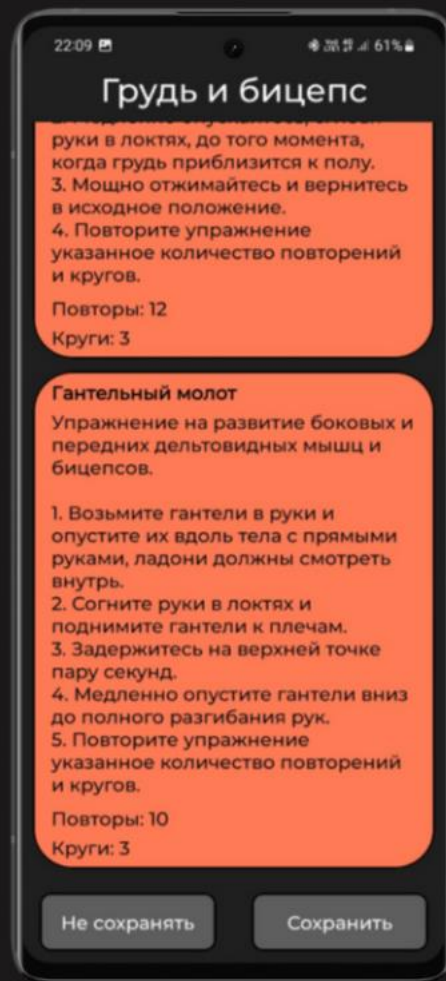 22:09 61%
Грудь и бицепс
руки в локтях, до того момента,
когда грудь приблизится к полу.
3. Мощно отжимайтесь и вернитесь
в исходное положение.
4. Повторите упражнение
указанное количество повторений
и кругов.
Повторы: 12
Круги: 3
Гантельный молот
Упражнение на развитие боковых и
передних дельтовидных мышц и
бицепсов.
1. Возьмите гантели в руки и
опустите их вдоль тела с прямыми
руками, ладони должны смотреть
внутрь.
2. Согните руки в локтях и
поднимите гантели к плечам.
3. Задержитесь на верхней точке
пару секунд.
4. Медленно опустите гантели вниз
до полного разгибания рук.
5. Повторите упражнение
указанное количество повторений
и кругов.
Повторы: 10
Круги: 3
Не сохранять
Сохранить